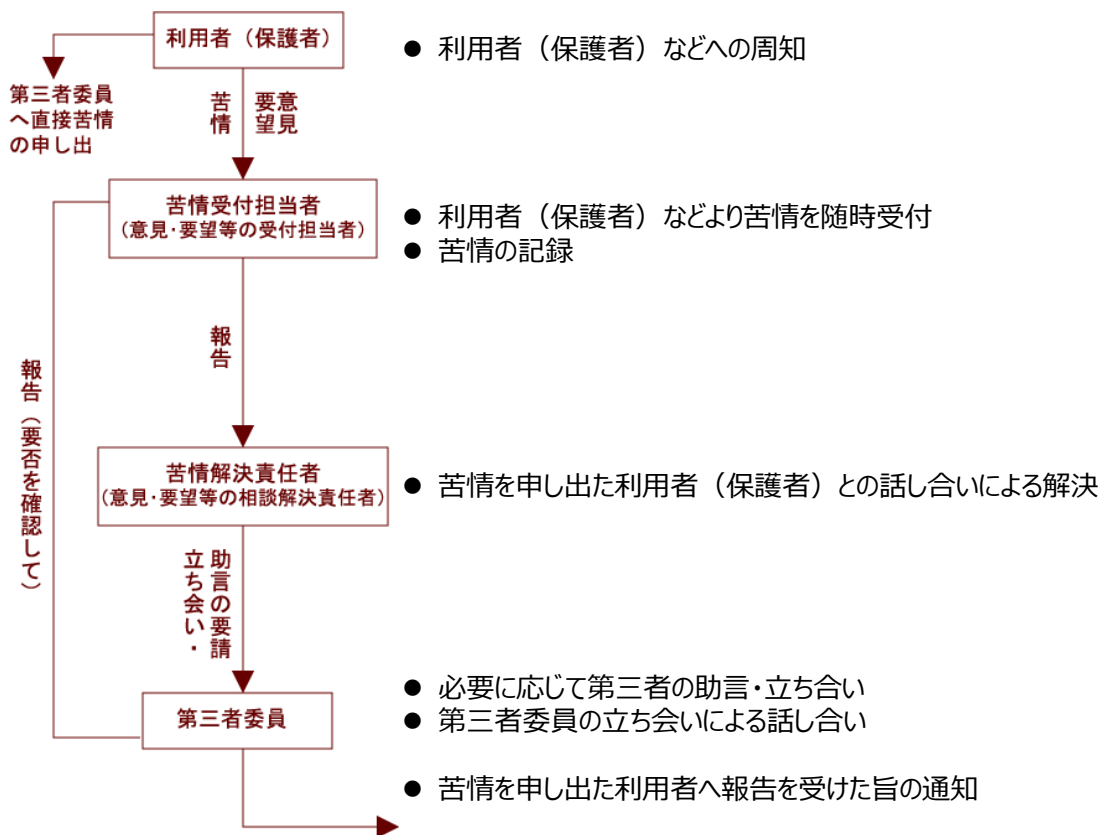 利用者（保護者）
● 利用者（保護者）などへの周知
第三者委員
へ直接苦情
の申し出
苦情
意見
要望
苦情受付担当者
（意見・要望等の受付担当者）
● 利用者（保護者）などより苦情を随時受付
● 苦情の記録
報告
報告（要否を確認して）
苦情解決責任者
（意見・要望等の相談解決責任者）
● 苦情を申し出た利用者（保護者）との話し合いによる解決
助言の要請
立ち会い・
● 必要に応じて第三者の助言・立ち合い
第三者委員
● 第三者委員の立ち会いによる話し合い
● 苦情を申し出た利用者へ報告を受けた旨の通知